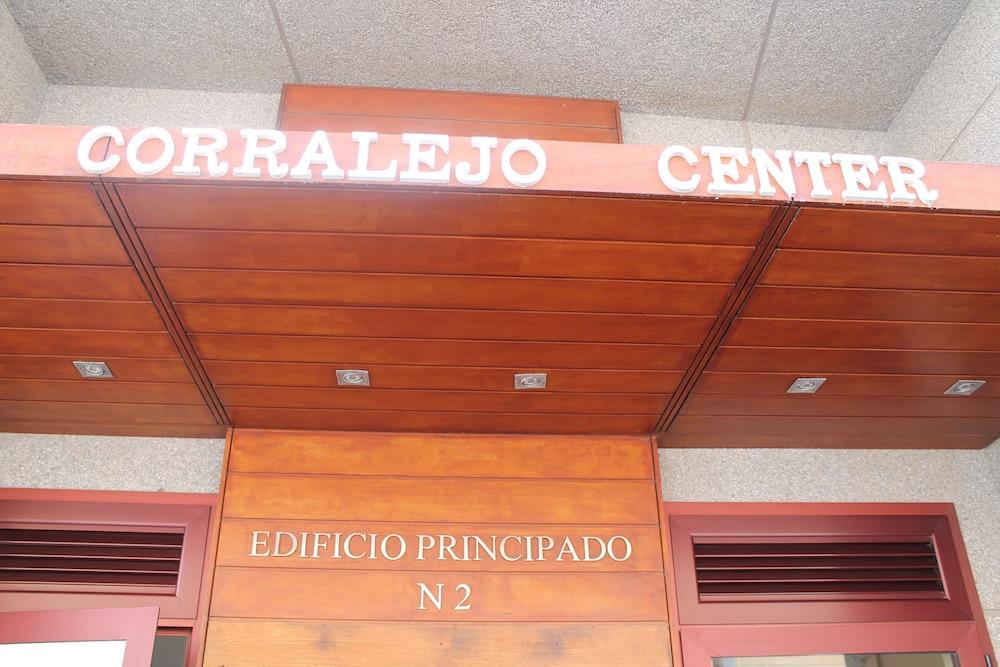 CORRALEJO CENTER
EDIFICIO PRINCIPADO
N 2